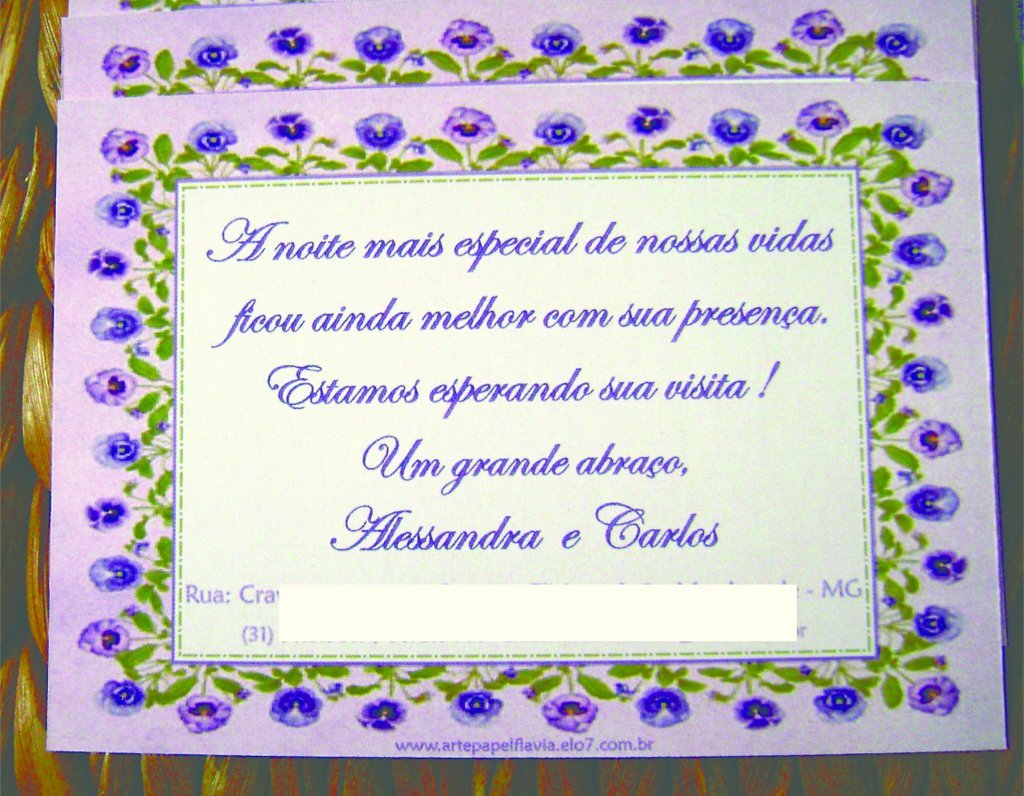 A noite mais especial de nossas vidas
ficou ainda melhor com sua presença.
Estamos esperando sua visita !
Um grande abraço,
Alessandra e Carlos
Rua: - MG
(31)
www.artepapelflavia.elo7.com.br